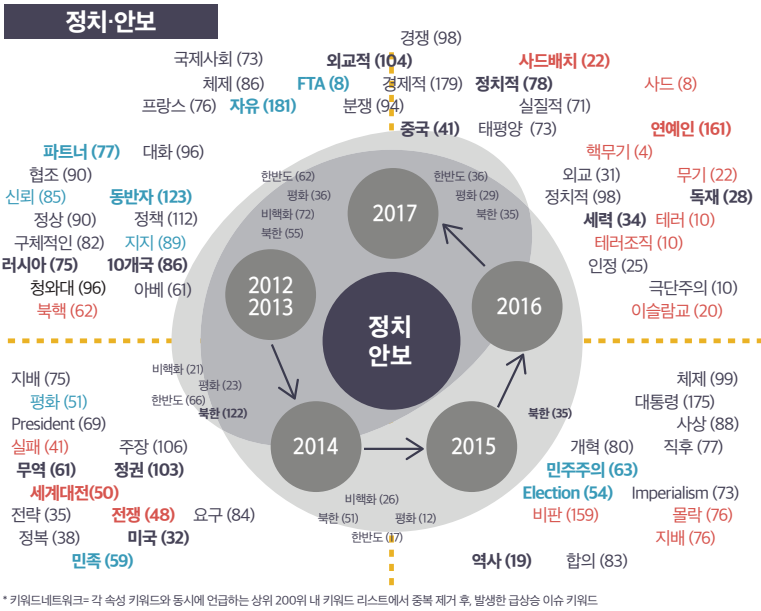 정치·안보
경쟁 (98)
국제사회 (73) 외교적 (104) 사드배치 (22)
체제 (86) FTA (8) 경제적 (179) 정치적 (78) 사드 (8)
프랑스 (76) 자유 (181) 분쟁 (94) 실질적 (71)
중국 (41) 태평양 (73) 연예인 (161)
파트너 (77) 대화 (96) 핵무기 (4)
협조 (90) 외교 (31) 무기 (22)
신뢰 (85) 동반자 (123) 정치적 (98) 독재 (28)
정상 (90) 정책 (112) 세력 (34) 테러 (10)
구체적인 (82) 지지 (89) 테러조직 (10)
러시아 (75) 10개국 (86) 인정 (25)
청와대 (96) 아베 (61) 극단주의 (10)
북핵 (62) 이슬람교 (20)
한반도 (62)
평화 (36)
비핵화 (72)
북한 (55)
2017
한반도 (36)
평화 (29)
북한 (35)
2012
2013
정치
안보
2016
비핵화 (21)
평화 (23)
한반도 (66)
북한 (122)
북한 (35)
2014
2015
비핵화 (26)
북한 (51) 평화 (12)
한반도 (17)
지배 (75)
평화 (51)
President (69)
실패 (41) 주장 (106)
무역 (61) 정권 (103)
세계대전(50)
전략 (35) 전쟁 (48) 요구 (84)
정복 (38) 미국 (32)
민족 (59)
체제 (99)
대통령 (175)
사상 (88)
개혁 (80) 직후 (77)
민주주의 (63)
Election (54) Imperialism (73)
비판 (159) 몰락 (76)
지배 (76)
역사 (19) 합의 (83)
* 키워드네트워크= 각 속성 키워드와 동시에 언급하는 상위 200위 내 키워드 리스트에서 중복 제거 후, 발생한 급상승 이슈 키워드